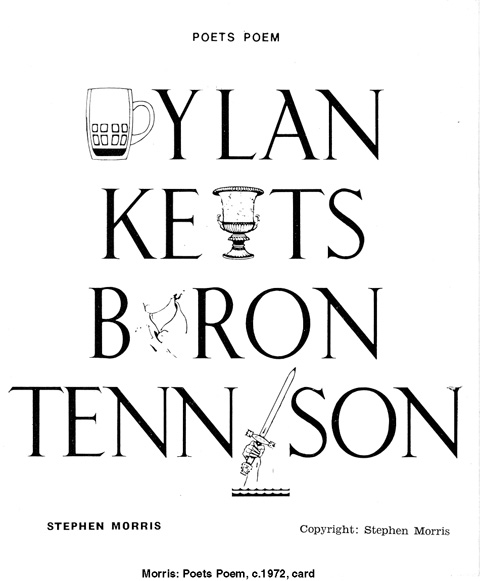 POETS POEM
YLAN
KE TS
B RON
TENN SON
STEPHEN MORRIS
Copyright: Stephen Morris
Morris: Poets Poem, c.1972, card